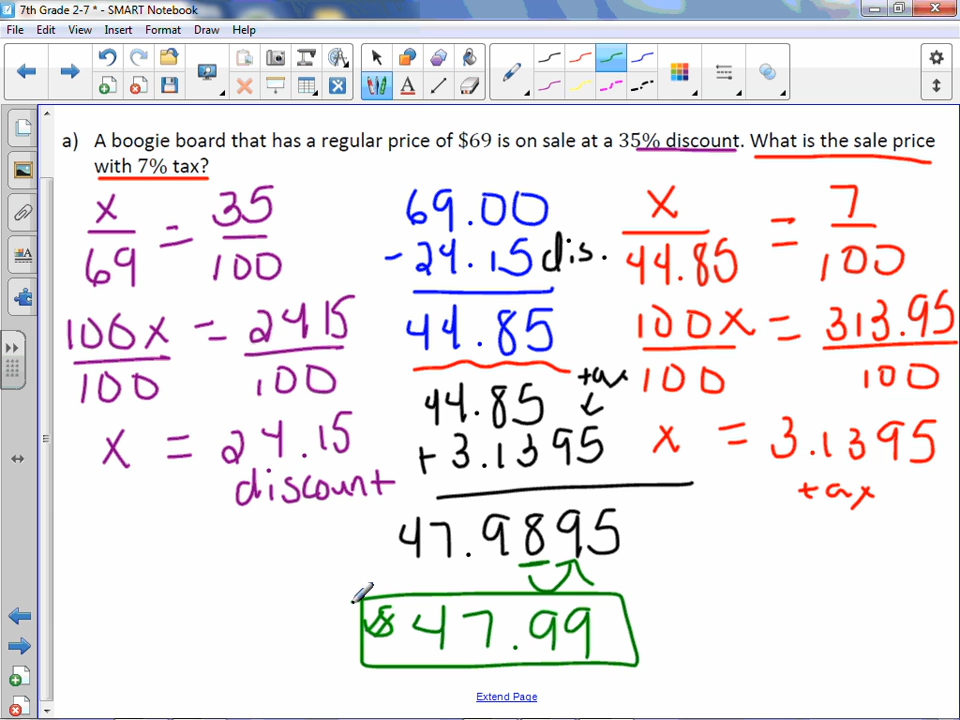 7th Grade 2-7 * - SMART Notebook
File Edit View Insert Format Draw Help
a) A boogie board that has a regular price of $69 is on sale at a 35% discount. What is the sale price
with 7% tax?
x/69 = 35/100
100x/100 = 2415/100
x = 24.15
discount
69.00
- 24.15 dis.
44.85
44.85 tax
+ 3.1395
47.9895
$47.99
x/44.85 = 7/100
100x/100 = 313.95/100
x = 3.1395
tax
Extend Page